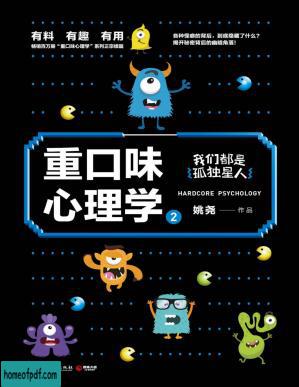 有料 有趣 有用
畅销百万册“重口味心理学”系列正宗续篇
各种怪癖的背后，到底隐藏了什么？
揭开秘密背后的幽暗角落！
重口味
心理学2
我们都是
孤独星人
HARDCORE PSYCHOLOGY
姚尧——作品
homeofpdf.com